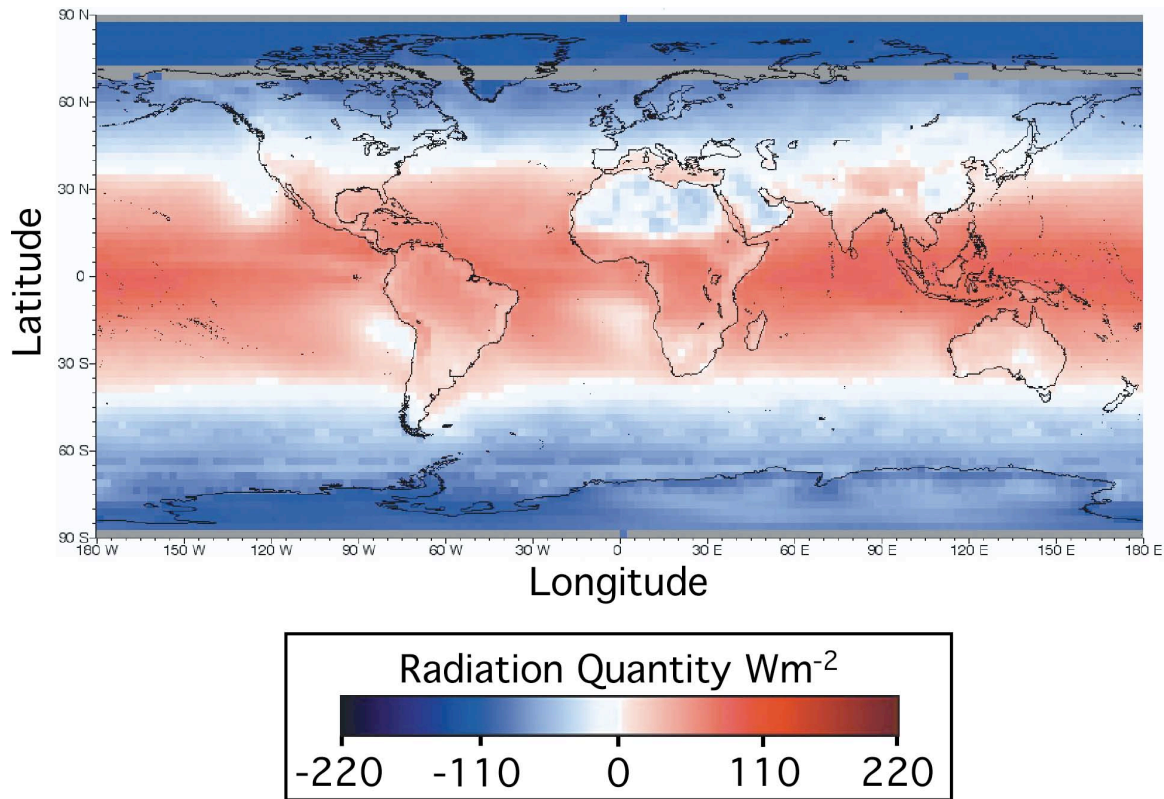 90 N
60 N
Latitude
30 N
0
30 S
60 S
90 S
180 W 150 W 120 W 90 W 60 W 30 W 0 30 E 60 E 90 E 120 E 150 E 180 E
Longitude
Radiation Quantity Wm⁻²
-220 -110 0 110 220